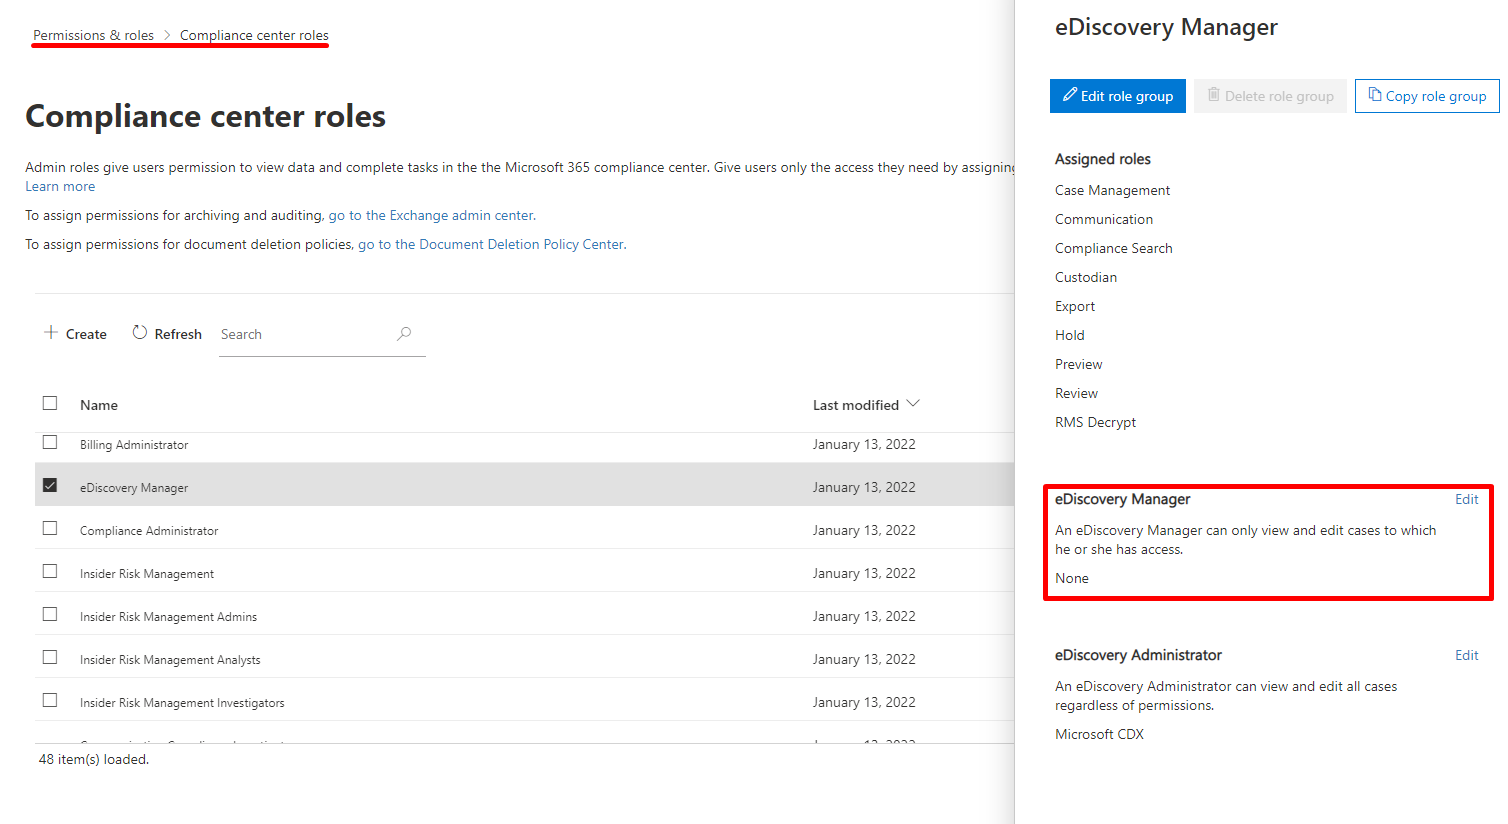 Permissions & roles > Compliance center roles
Compliance center roles
Admin roles give users permission to view data and complete tasks in the the Microsoft 365 compliance center. Give users only the access they need by assigning
Learn more
To assign permissions for archiving and auditing, go to the Exchange admin center.
To assign permissions for document deletion policies, go to the Document Deletion Policy Center.
Create Refresh Search
Name Last modified
Billing Administrator January 13, 2022
eDiscovery Manager January 13, 2022
Compliance Administrator January 13, 2022
Insider Risk Management January 13, 2022
Insider Risk Management Admins January 13, 2022
Insider Risk Management Analysts January 13, 2022
Insider Risk Management Investigators January 13, 2022
48 item(s) loaded.
eDiscovery Manager
Edit role group Delete role group Copy role group
Assigned roles
Case Management
Communication
Compliance Search
Custodian
Export
Hold
Preview
Review
RMS Decrypt
eDiscovery Manager Edit
An eDiscovery Manager can only view and edit cases to which
he or she has access.
None
eDiscovery Administrator Edit
An eDiscovery Administrator can view and edit all cases
regardless of permissions.
Microsoft CDX